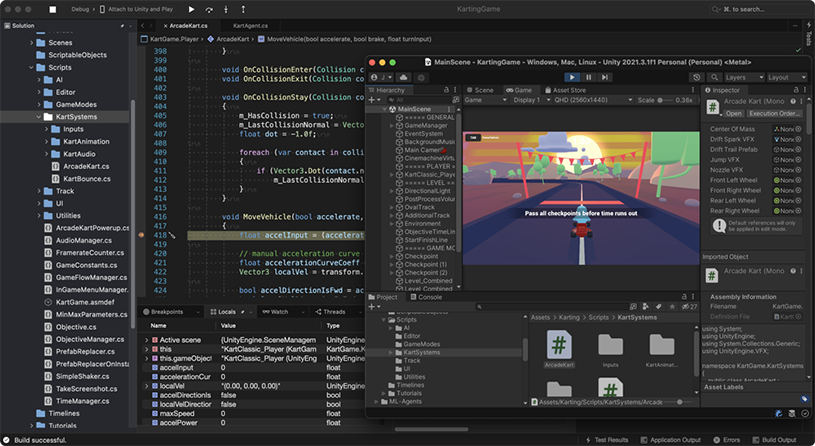 Debug
Attach to Unity and Play
KartingGame
⌘. to search...
Solution
ArcadeKart.cs
KartAgent.cs
KartGame.Player
ArcadeKart
MoveVehicle(bool accelerate, bool brake, float turnInput)
Tests
Scenes
ScriptableObjects
Scripts
AI
Editor
GameModes
KartSystems
Inputs
KartAnimation
KartAudio
ArcadeKart.cs
KartBounce.cs
Track
UI
Utilities
ArcadeKartPowerup.cs
AudioManager.cs
FramerateCounter.cs
GameConstants.cs
GameFlowManager.cs
InGameMenuManager.cs
KartGame.asmdef
MinMaxParameters.cs
Objective.cs
ObjectiveManager.cs
PrefabReplacer.cs
PrefabReplacerOnInsta
SimpleShaker.cs
TakeScreenshot.cs
TimeManager.cs
Timelines
Tutorials
398 }
400 void OnCollisionEnter(Collision c
401 void OnCollisionExit(Collision co
403 void OnCollisionStay(Collision co
404 {
405 m_HasCollision = true;
406 m_LastCollisionNormal = Vecto
407 float dot = -1.0f;
409 foreach (var contact in colli
410 {
411 if (Vector3.Dot(contact.n
412 m_LastCollisionNormal
413 }
414 }
416 void MoveVehicle(bool accelerate,
417 {
418 float accelInput = (accelerat
420 // manual acceleration curve
421 float accelerationCurveCoeff
422 Vector3 localVel = transform.
424 bool accelDirectionIsFwd = ac
Breakpoints
Locals
Watch
Threads
Name Value Type
Active scene {UnityEngine.SceneManagem UnityEngine
this "KartClassic_Player (KartGam KartGame.K
this.gameObject "KartClassic_Player (UnityEng UnityEngine
accelInput 0 float
accelerationCur 0 float
localVel "(0.00, 0.00, 0.00)" UnityEngine
accelDirectionIs false bool
localVelDirection false bool
maxSpeed 0 float
accelPower 0 float
MainScene - KartingGame - Windows, Mac, Linux - Unity 2021.3.1f1 Personal (Personal) <Metal>
J
Layers
Layout
Hierarchy
All
MainScene
===== GENERAL
GameManager
EventSystem
BackgroundMusic
Main Camera
CinemachineVirtu
===== PLAYER =
KartClassic_Player
===== LEVEL ==
DirectionalLight
PostProcessVolum
OvalTrack
AdditionalTrack
Environment
ObjectiveTimeLin
StartFinishLine
===== GAME MO
Checkpoint
Checkpoint (1)
Checkpoint (2)
Level_Combined
Level_Combined
Scene
Game
Asset Store
Game
Display 1
QHD (2560x1440)
Scale
0.36x
Pass all checkpoints before time runs out
Inspector
Arcade Kart (Mono
Open
Execution Order...
Center Of Mass None
Drift Spark VFX None
Drift Trail Prefab None
Jump VFX None
Nozzle VFX None
Front Left Wheel None
Front Right Wheel None
Rear Left Wheel None
Rear Right Wheel None
Default references will only
be applied in edit mode.
Imported Object
Arcade Kart (Mono
Assembly Information
Filename KartGame.
Definition File
using System;
using UnityEngine;
using System.Collections.Generic;
using UnityEngine.VFX;
namespace KartGame.KartSystems
public class ArcadeKart
Asset Labels
Project
Console
27
Scripts
AI
Editor
GameModes
KartSystems
Track
UI
Utilities
Timelines
Tutorials
ML-Agents
Assets > Karting > Scripts > KartSystems
ArcadeKart
Inputs
KartAnimat...
Assets/Karting/Scripts/KartSystems/Arcade
Build successful.
Test Results
Application Output
Errors
Build Output